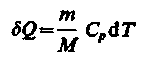 δQ = m/M C_p dT